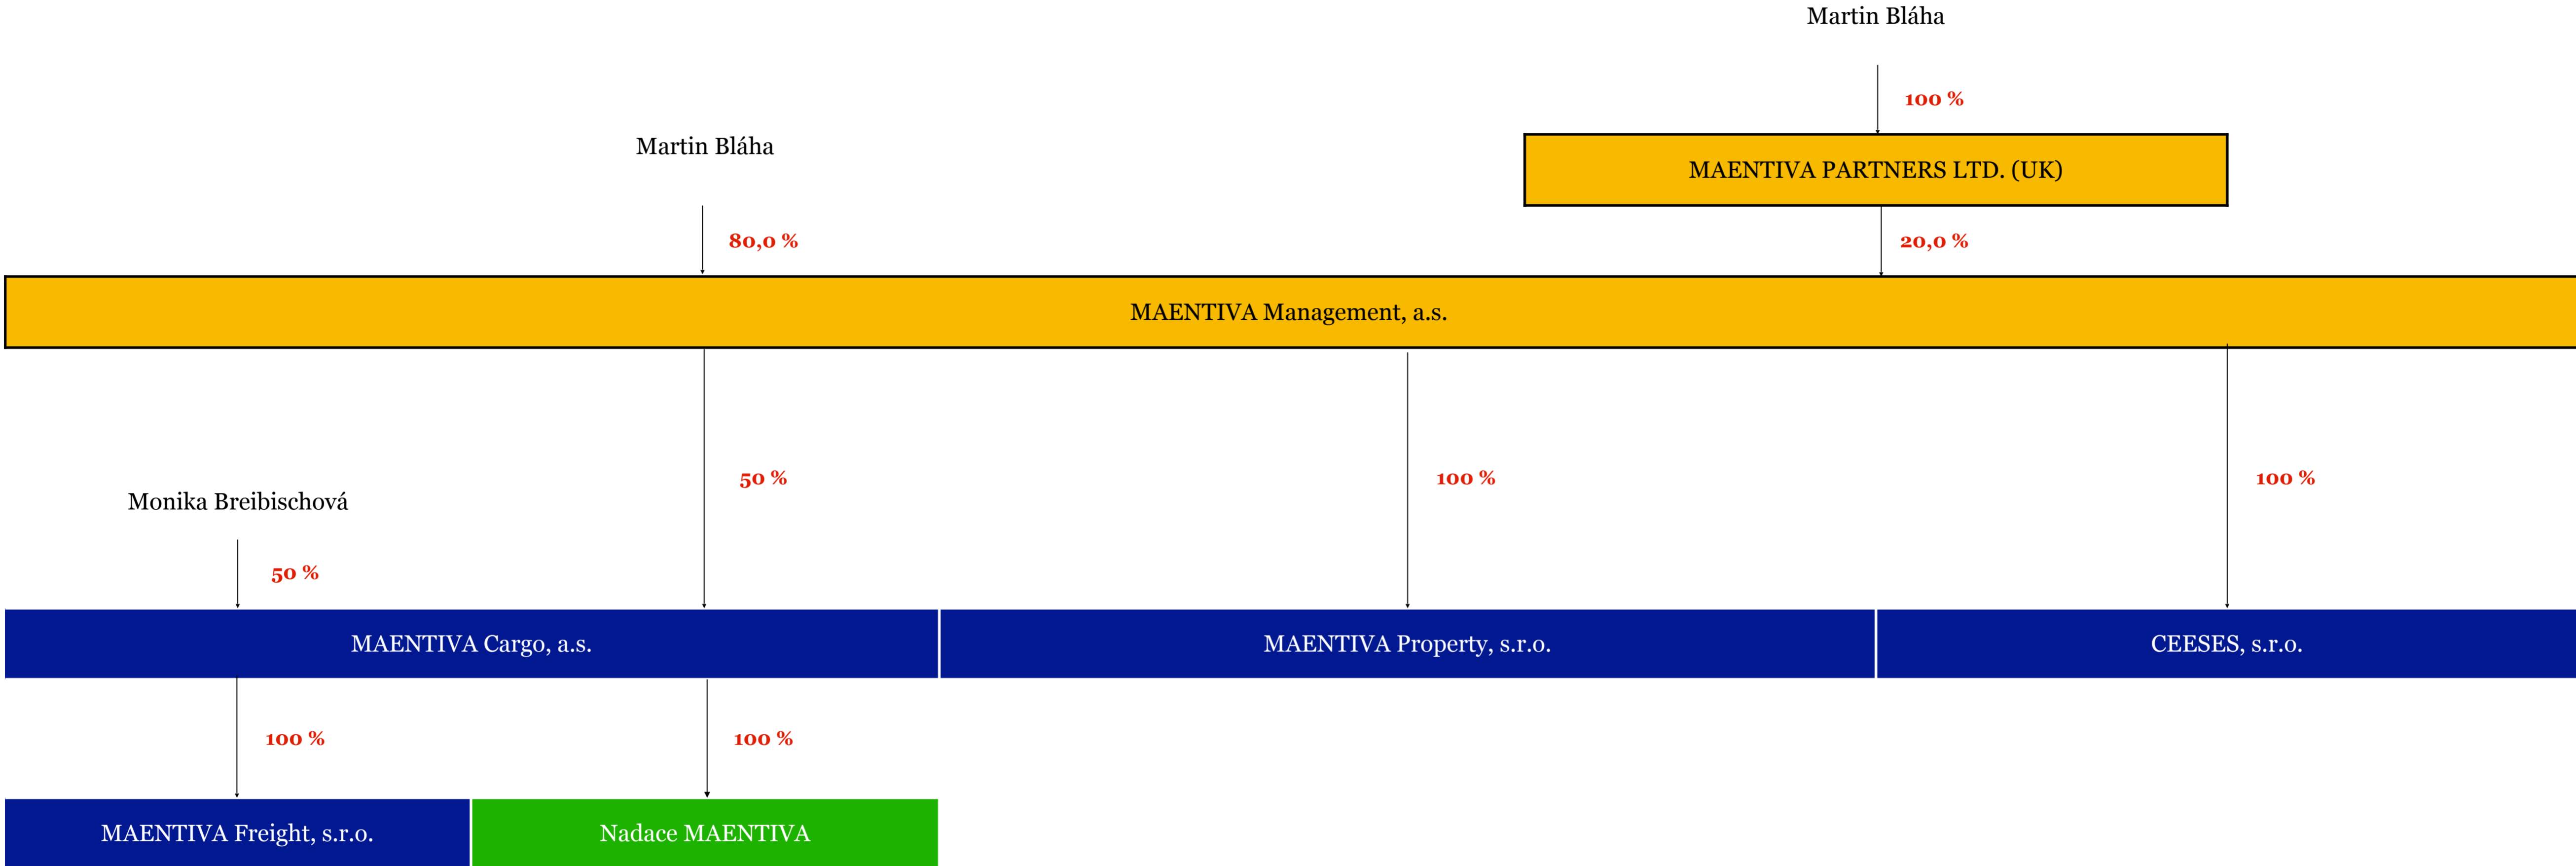 Martin Bláha
100 %
Martin Bláha
MAENTIVA PARTNERS LTD. (UK)
80,0 %
20,0 %
MAENTIVA Management, a.s.
50 %
100 %
100 %
Monika Breibischová
50 %
MAENTIVA Cargo, a.s.
MAENTIVA Property, s.r.o.
CEESES, s.r.o.
100 %
100 %
MAENTIVA Freight, s.r.o.
Nadace MAENTIVA